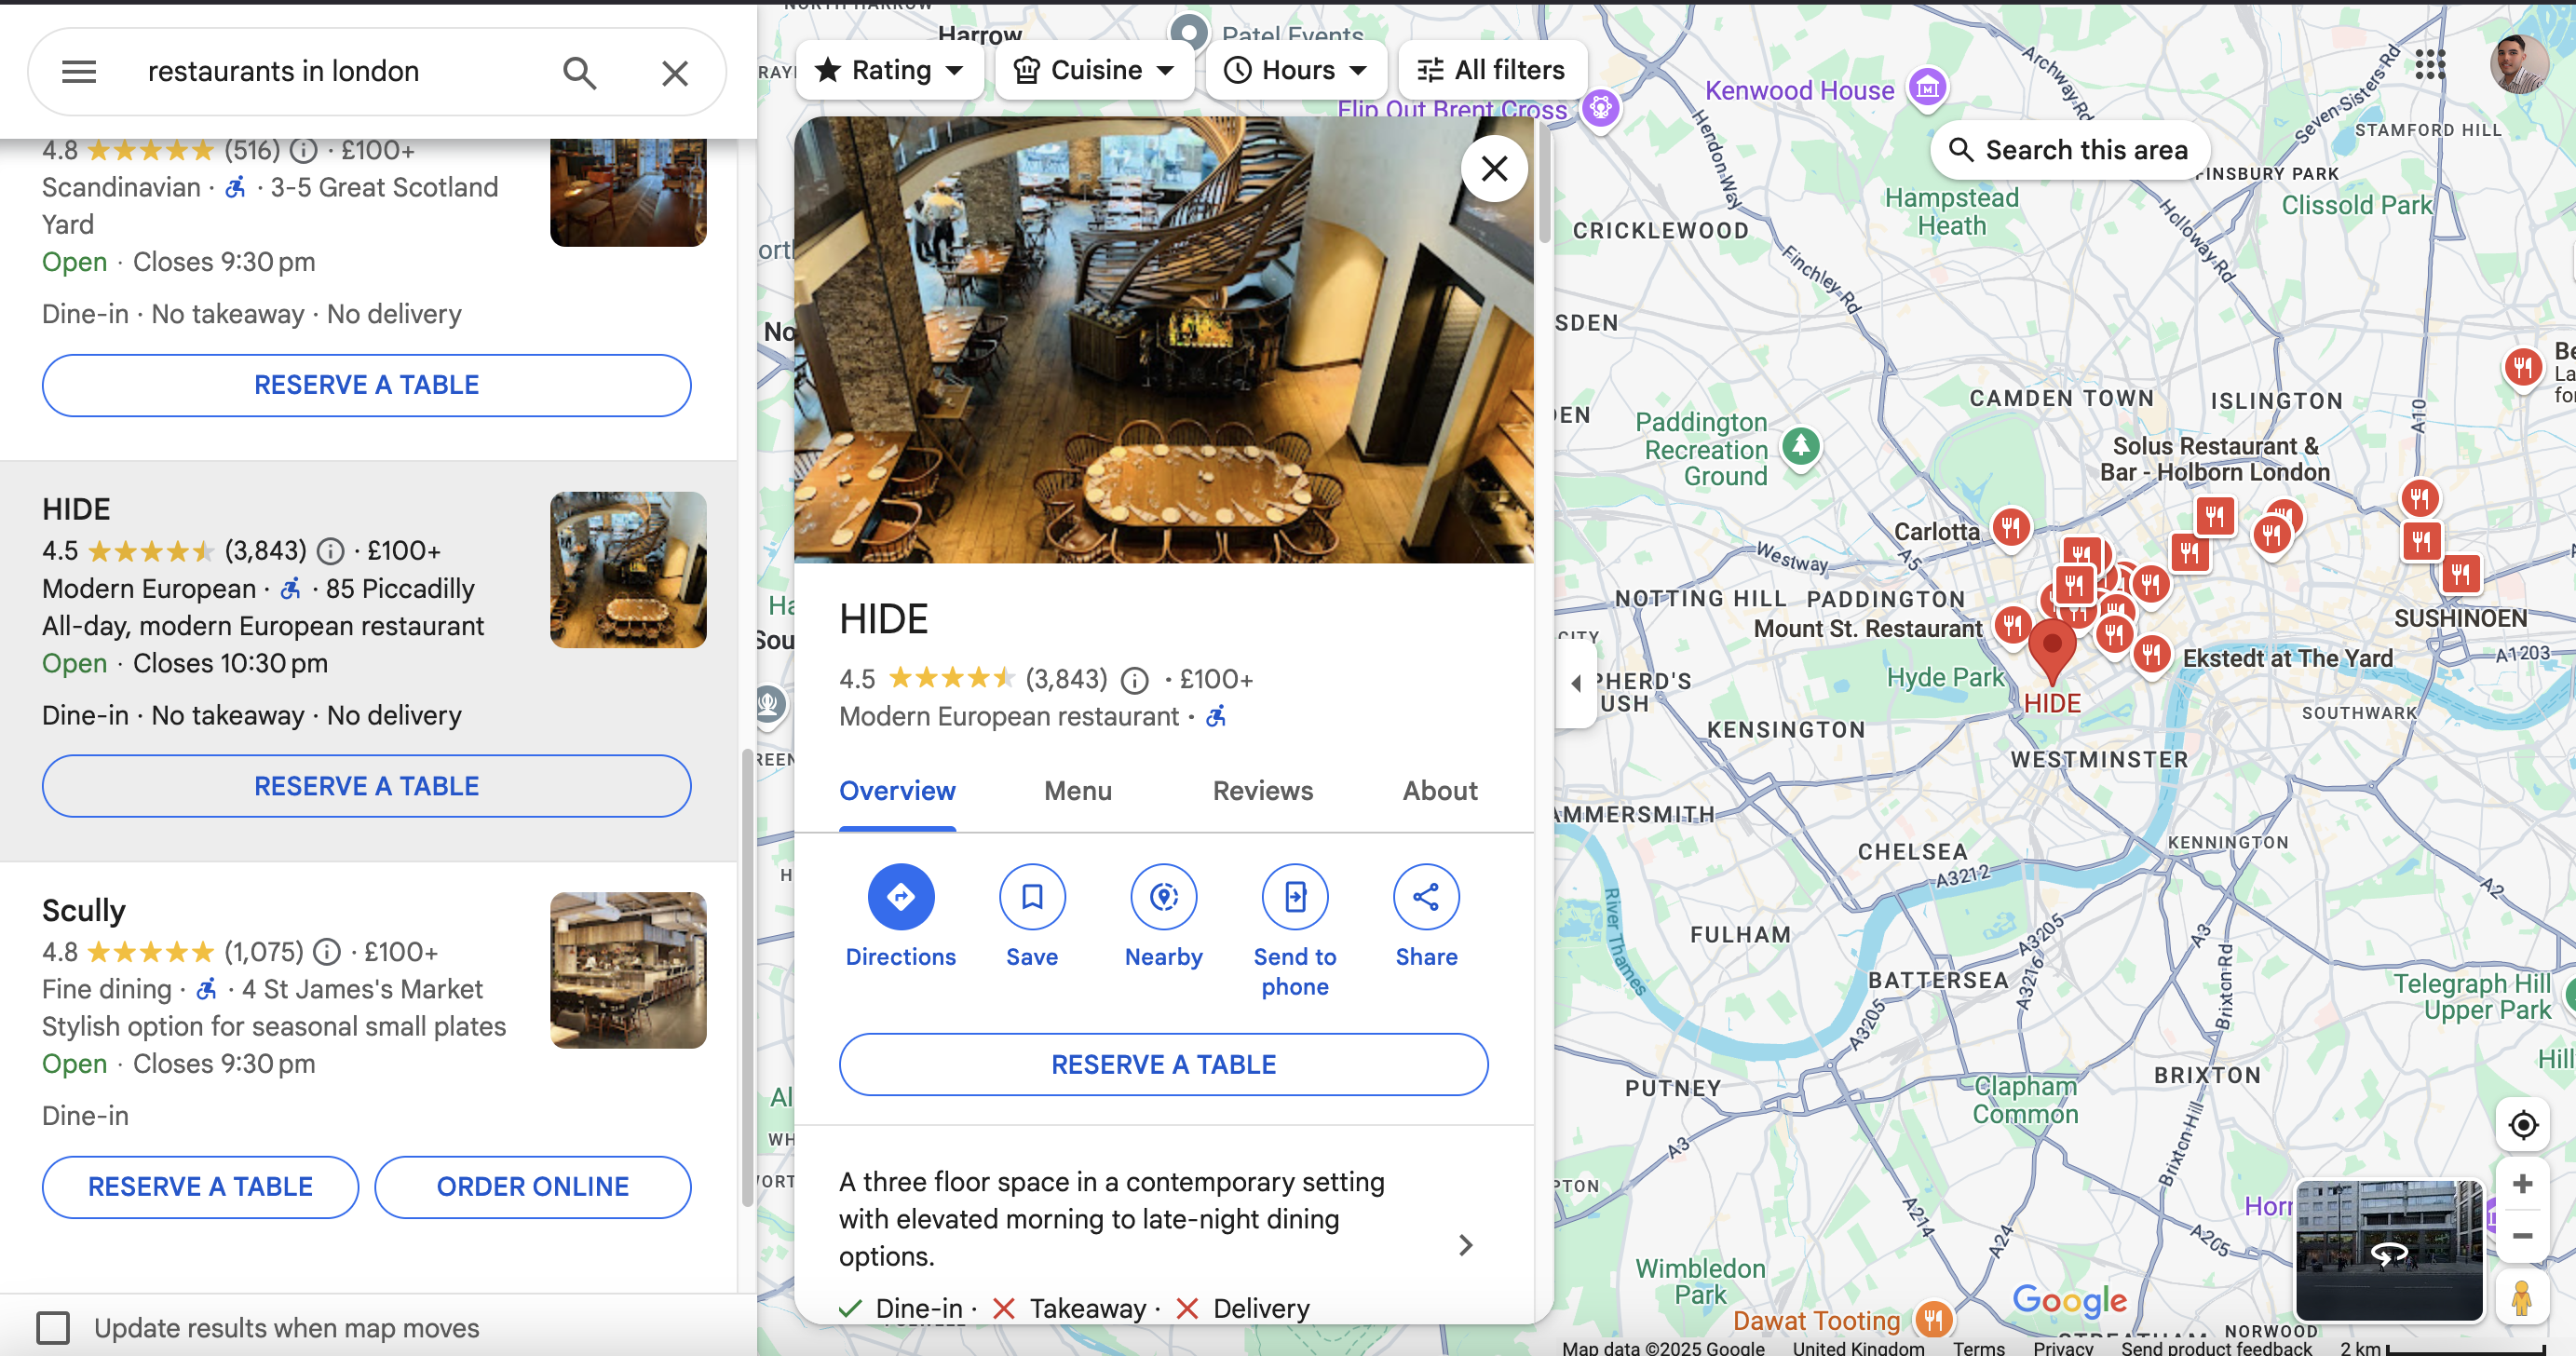 restaurants in london
4.8 (516) · £100+
Scandinavian · 3-5 Great Scotland
Yard
Open · Closes 9:30 pm
Dine-in · No takeaway · No delivery
RESERVE A TABLE
HIDE
4.5 (3,843) · £100+
Modern European · 85 Piccadilly
All-day, modern European restaurant
Open · Closes 10:30 pm
Dine-in · No takeaway · No delivery
RESERVE A TABLE
Scully
4.8 (1,075) · £100+
Fine dining · 4 St James's Market
Stylish option for seasonal small plates
Open · Closes 9:30 pm
Dine-in
RESERVE A TABLE
ORDER ONLINE
Update results when map moves
Rating
Cuisine
Hours
All filters
HIDE
4.5 (3,843) · £100+
Modern European restaurant ·
Overview
Menu
Reviews
About
Directions
Save
Nearby
Send to
phone
Share
RESERVE A TABLE
A three floor space in a contemporary setting
with elevated morning to late-night dining
options.
Dine-in · Takeaway · Delivery
Search this area
Harrow
Patel Events
Flip Out Brent Cross
Kenwood House
Archway Rd
Seven-Sisters Rd
STAMFORD HILL
Hendon Way
FINSBURY PARK
Hampstead
Heath
Clissold Park
CRICKLEWOOD
Holloway Rd
Finchley Rd
CAMDEN TOWN
ISLINGTON
A10
Paddington
Recreation
Ground
Solus Restaurant &
Bar - Holborn London
Carlotta
Westway
A5
NOTTING HILL
PADDINGTON
Mount St. Restaurant
SUSHINOEN
Ekstedt at The Yard
A1203
Hyde Park
HIDE
KENSINGTON
SOUTHWARK
WESTMINSTER
KENNINGTON
CHELSEA
A3212
A2
River Thames
FULHAM
A3205
A3
BATTERSEA
A3216
Brixton Rd
Telegraph Hill
Upper Park
A3205
Hill
PUTNEY
Clapham
Common
BRIXTON
A3
Brixton Hill
A214
A24
A205
Wimbledon
Park
Dawat Tooting
Google
NORWOOD
Map data ©2025 Google
United Kingdom
Terms
Privacy
Send product feedback
2 km